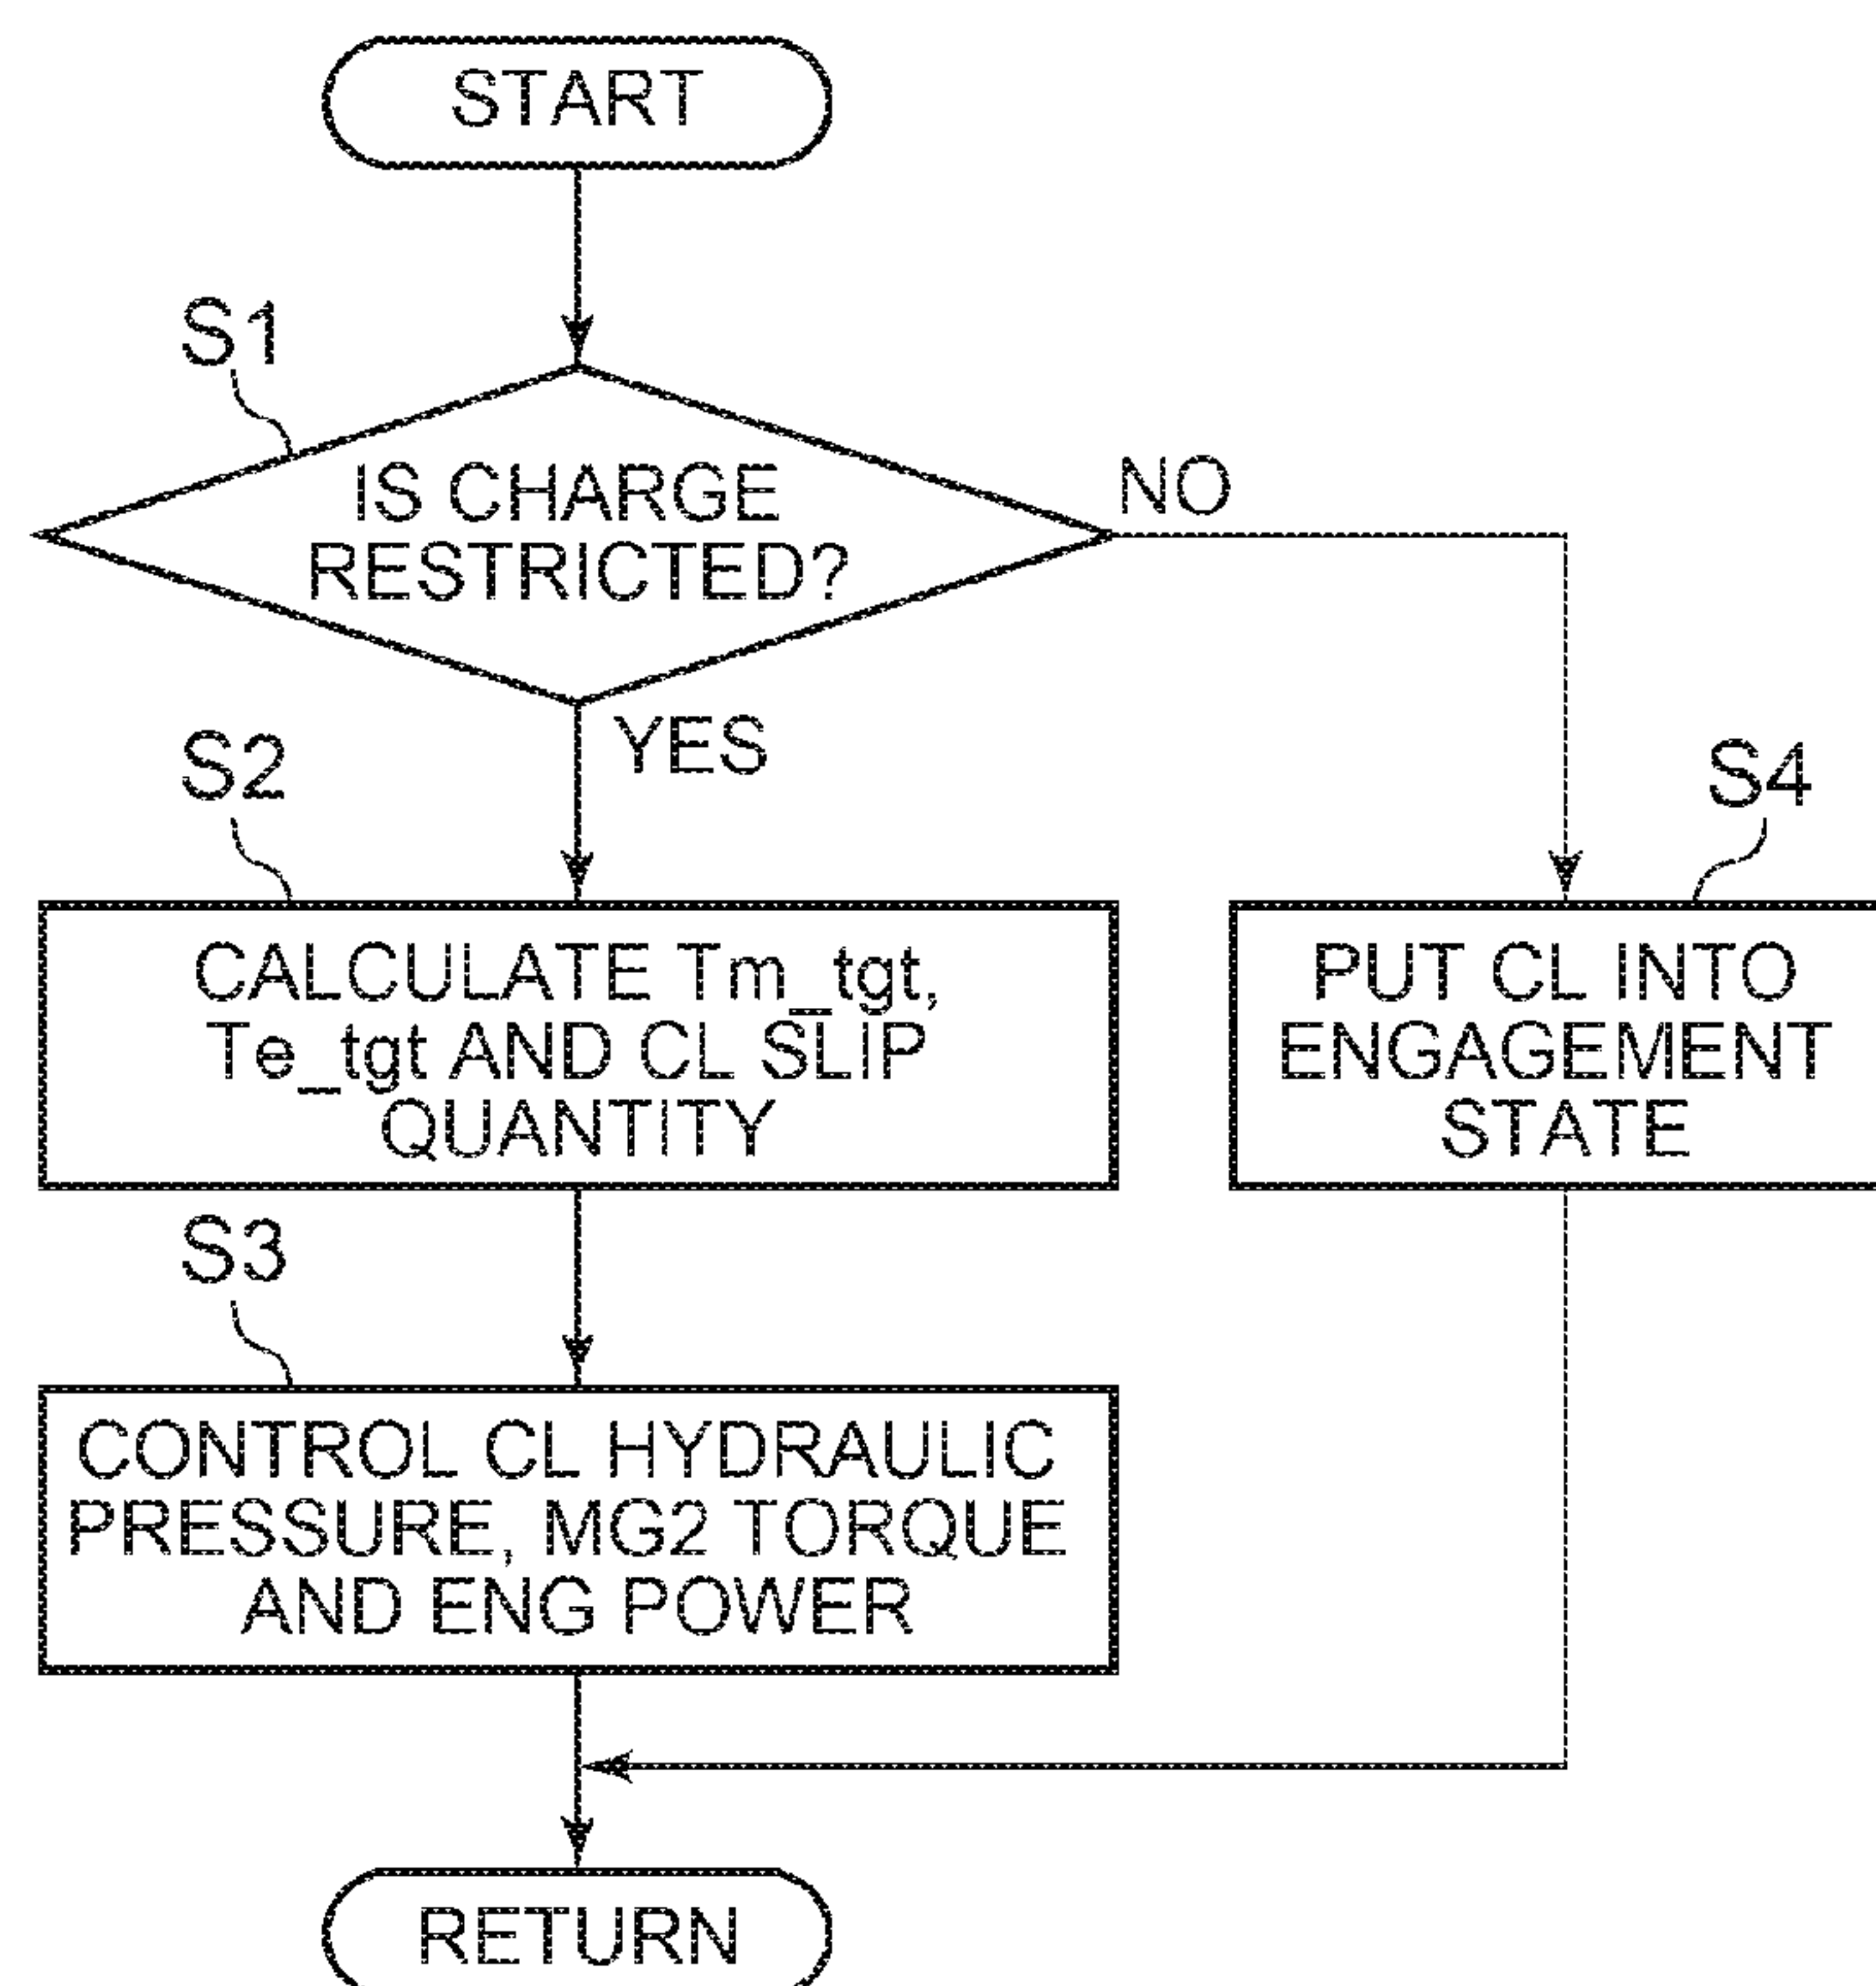 START
S1
IS CHARGE
RESTRICTED?
NO
YES
S2
CALCULATE Tm_tgt,
Te_tgt AND CL SLIP
QUANTITY
S4
PUT CL INTO
ENGAGEMENT
STATE
S3
CONTROL CL HYDRAULIC
PRESSURE, MG2 TORQUE
AND ENG POWER
RETURN